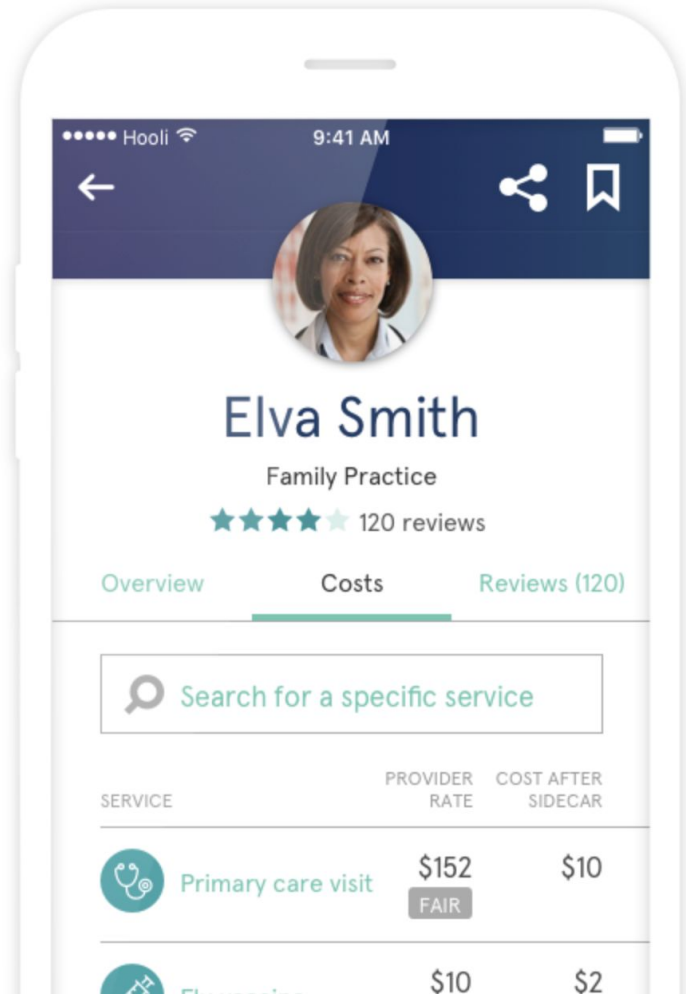 Hooli 9:41 AM
Elva Smith
Family Practice
120 reviews
Overview Costs Reviews (120)
Search for a specific service
SERVICE PROVIDER RATE COST AFTER SIDECAR
Primary care visit $152 $10
FAIR
$10 $2